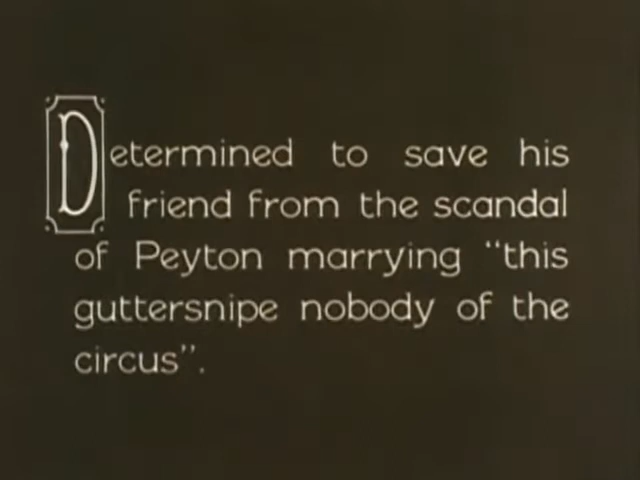 Determined to save his
friend from the scandal
of Peyton marrying "this
guttersnipe nobody of the
circus".